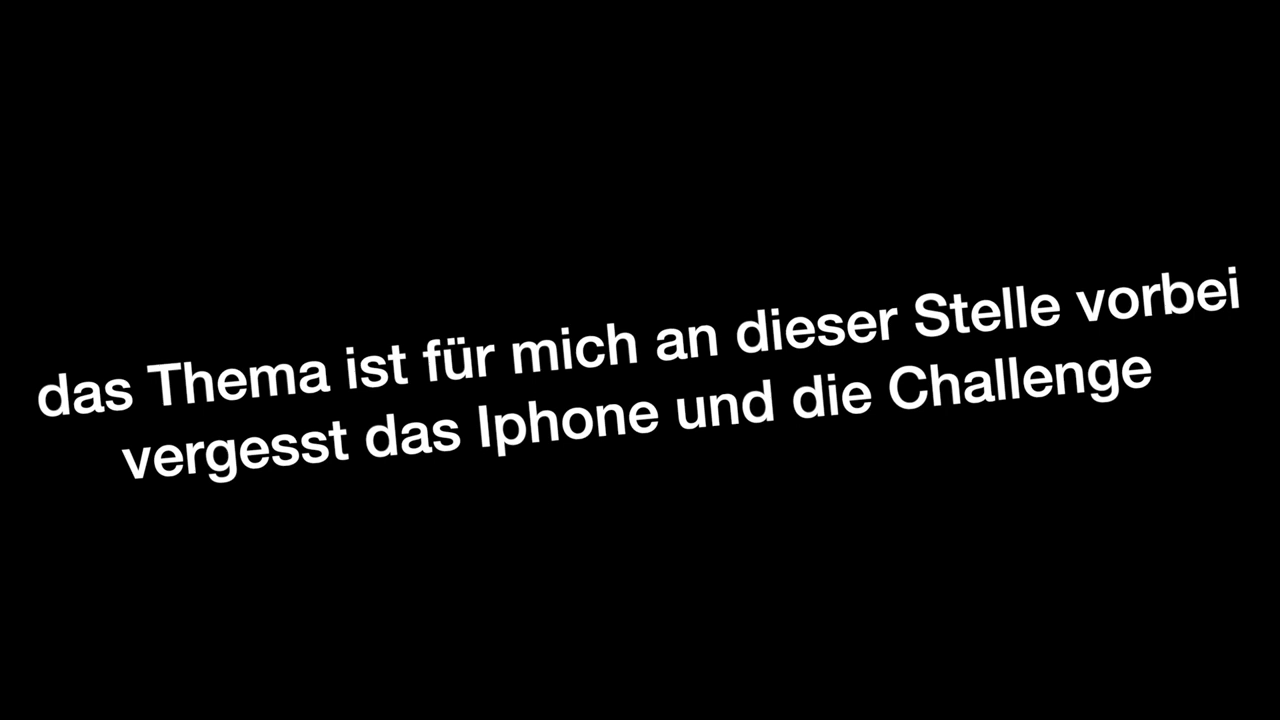 das Thema ist für mich an dieser Stelle vorbei
vergesst das Iphone und die Challenge